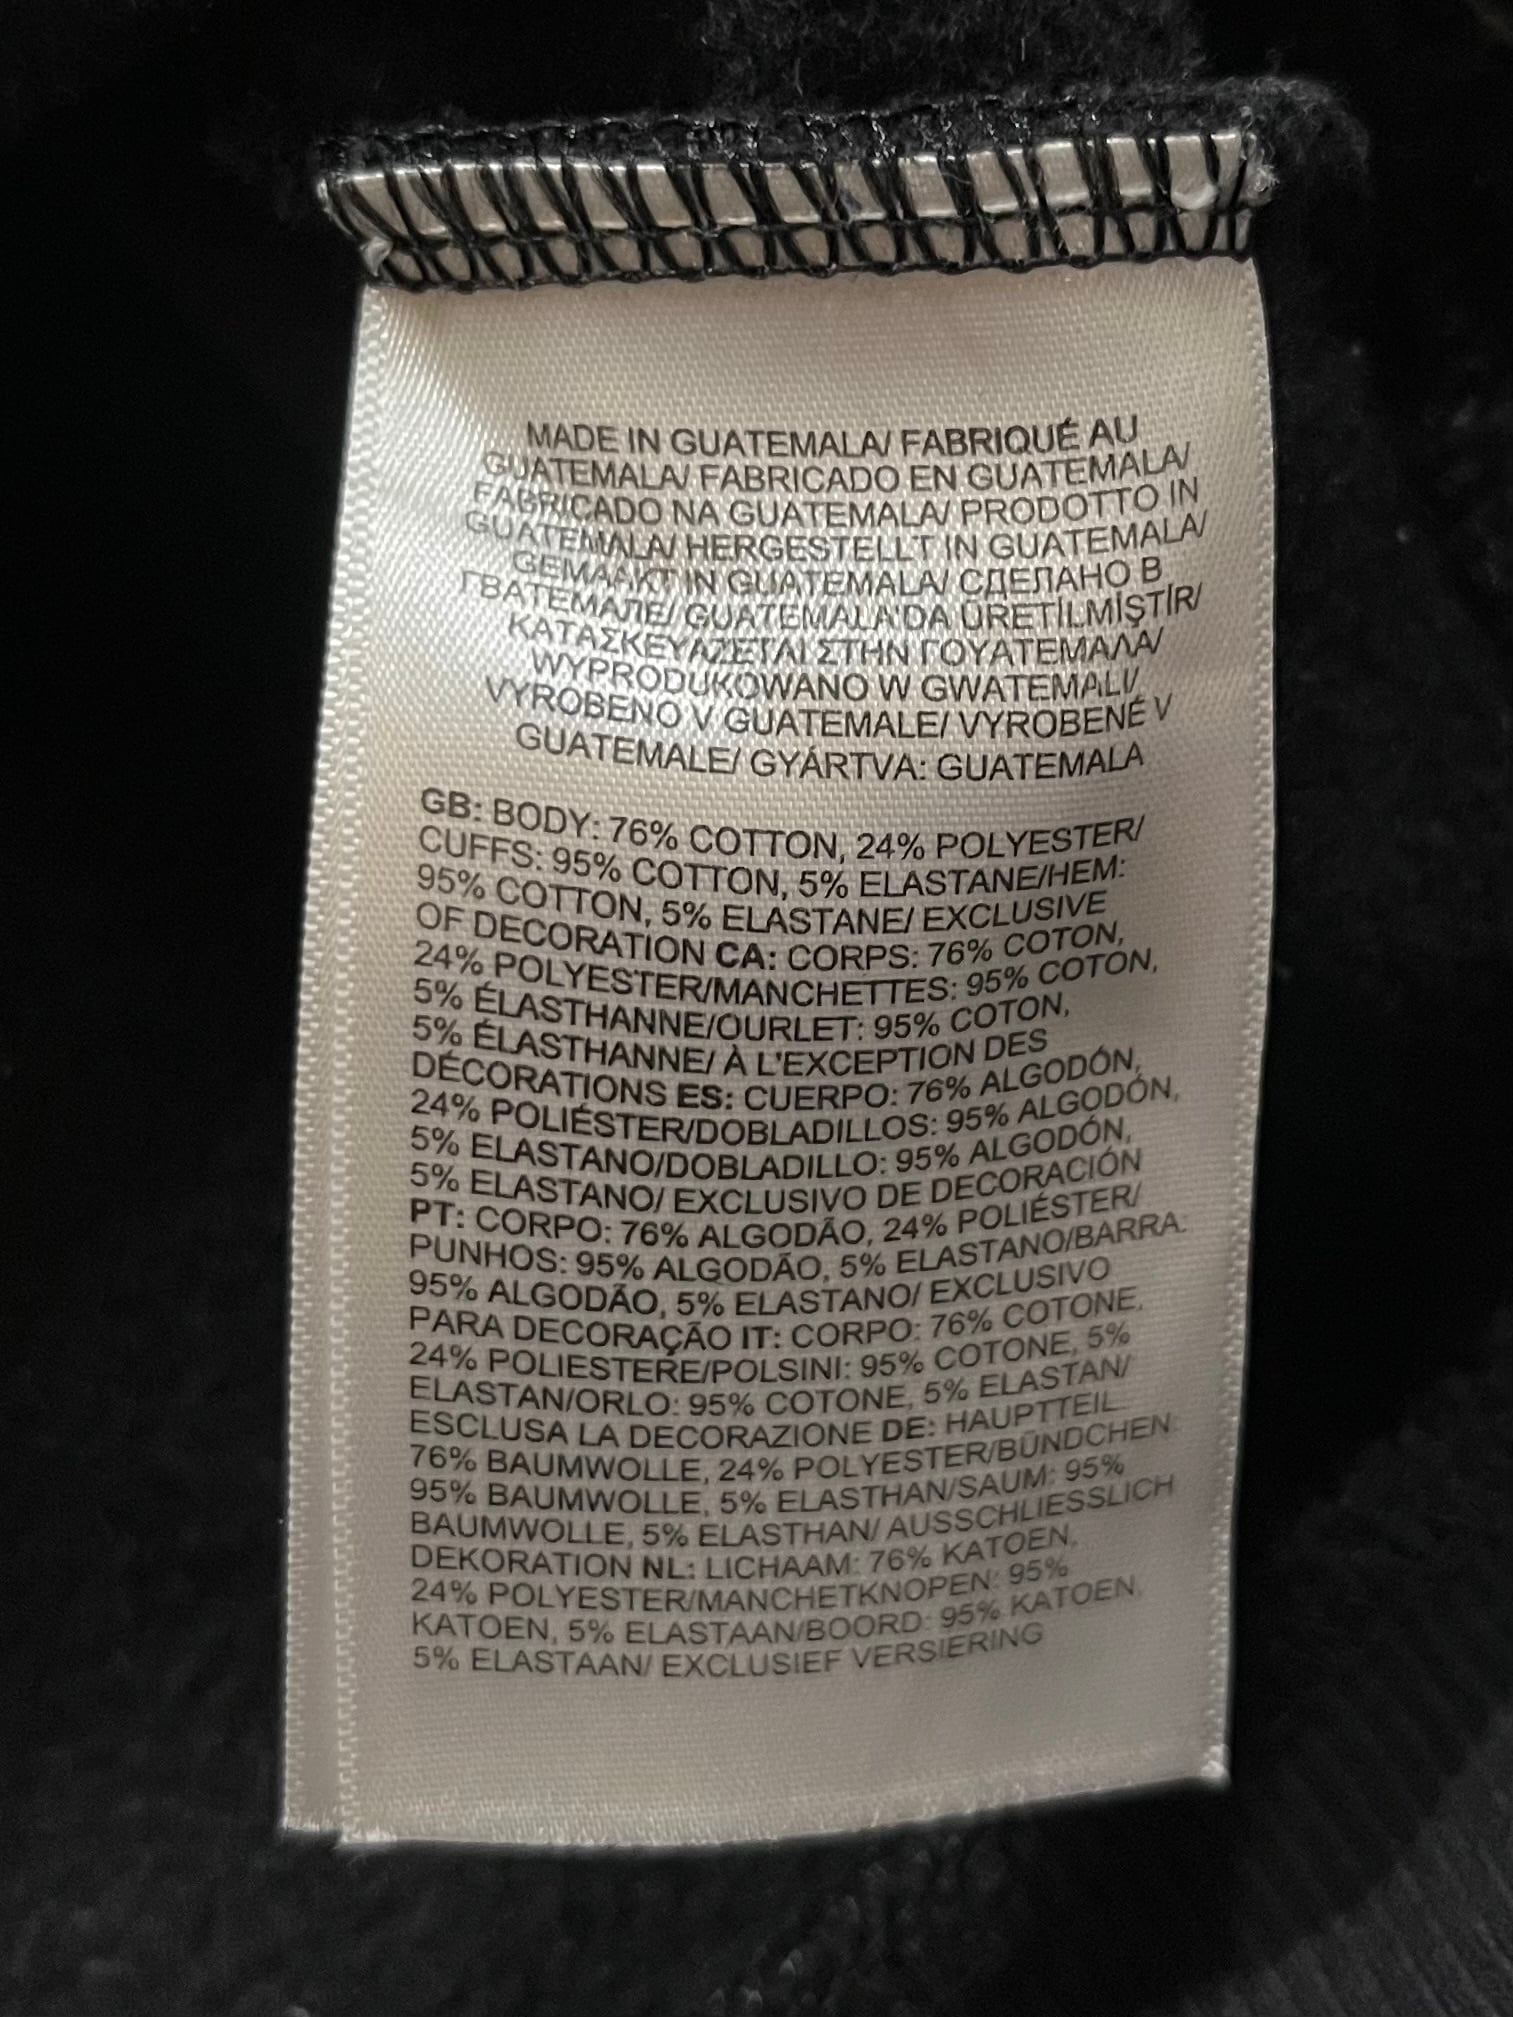 MADE IN GUATEMALA/ FABRIQUÉ AU
GUATEMALA/ FABRICADO EN GUATEMALA/
FABRICADO NA GUATEMALA/ PRODOTTO IN
GUATEMALA/ HERGESTELLT IN GUATEMALA/
GEMAAKT IN GUATEMALA/ СДЕЛАНО В
ГВАТЕМАЛЕ/ GUATEMALA'DA ÜRETİLMİŞTİR/
ΚΑΤΑΣΚΕΥΑΖΕΤΑΙ ΣΤΗΝ ΓΟΥΑΤΕΜΑΛΑ/
WYPRODUKOWANO W GWATEMALI/
VYROBENO V GUATEMALE/ VYROBENÉ V
GUATEMALE/ GYÁRTVA: GUATEMALA
GB: BODY: 76% COTTON, 24% POLYESTER/
CUFFS: 95% COTTON, 5% ELASTANE/HEM:
95% COTTON, 5% ELASTANE/ EXCLUSIVE
OF DECORATION CA: CORPS: 76% COTON,
24% POLYESTER/MANCHETTES: 95% COTON,
5% ÉLASTHANNE/OURLET: 95% COTON,
5% ÉLASTHANNE/ À L'EXCEPTION DES
DÉCORATIONS ES: CUERPO: 76% ALGODÓN,
24% POLIÉSTER/DOBLADILLOS: 95% ALGODÓN,
5% ELASTANO/DOBLADILLO: 95% ALGODÓN,
5% ELASTANO/ EXCLUSIVO DE DECORACIÓN
PT: CORPO: 76% ALGODÃO, 24% POLIÉSTER/
PUNHOS: 95% ALGODÃO, 5% ELASTANO/BARRA:
95% ALGODÃO, 5% ELASTANO/ EXCLUSIVO
PARA DECORAÇÃO IT: CORPO: 76% COTONE,
24% POLIESTERE/POLSINI: 95% COTONE, 5%
ELASTAN/ORLO: 95% COTONE, 5% ELASTAN/
ESCLUSA LA DECORAZIONE DE: HAUPTTEIL:
76% BAUMWOLLE, 24% POLYESTER/BÜNDCHEN:
95% BAUMWOLLE, 5% ELASTHAN/SAUM: 95%
BAUMWOLLE, 5% ELASTHAN/ AUSSCHLIESSLICH
DEKORATION NL: LICHAAM: 76% KATOEN,
24% POLYESTER/MANCHETKNOPEN: 95%
KATOEN, 5% ELASTAAN/BOORD: 95% KATOEN,
5% ELASTAAN/ EXCLUSIEF VERSIERING